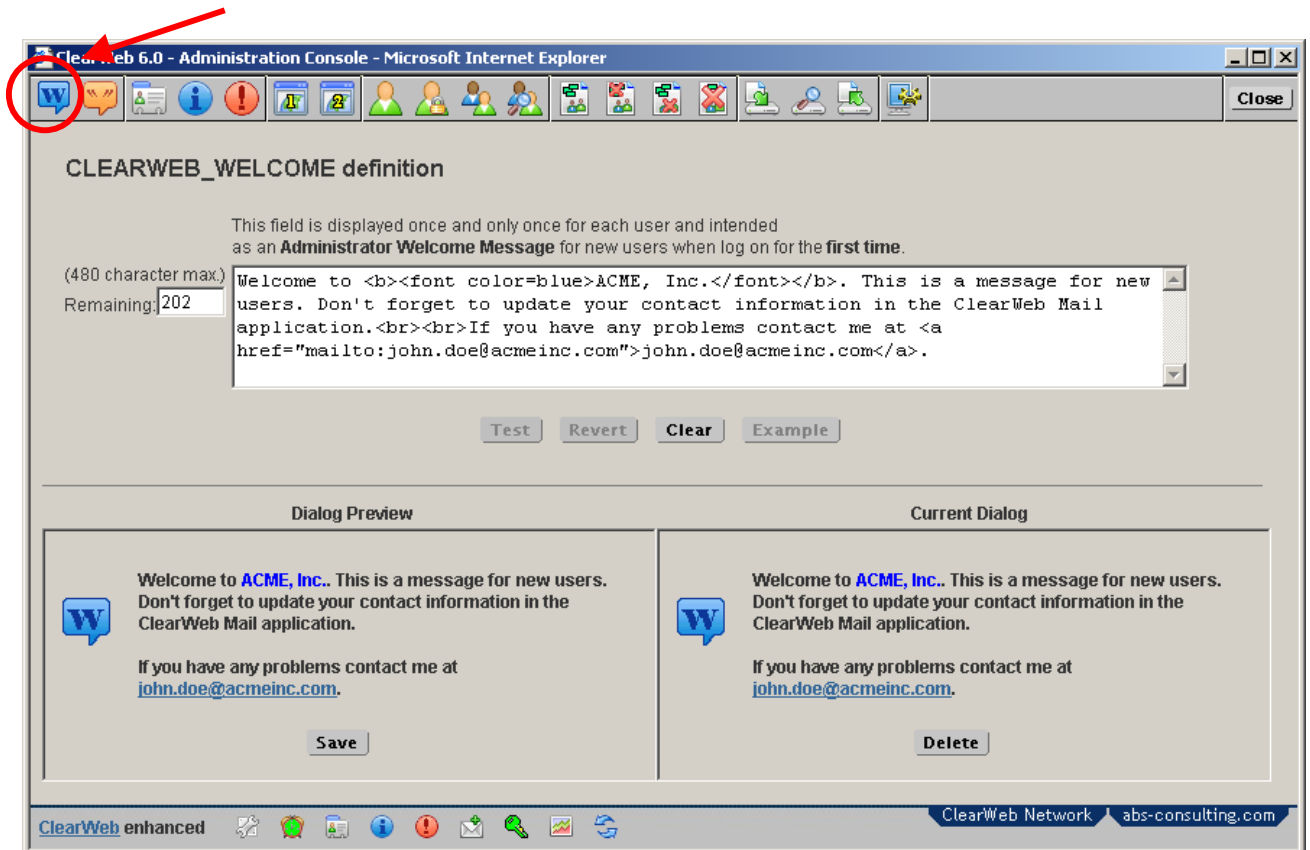 ClearWeb 6.0 - Administration Console - Microsoft Internet Explorer
W
1
2
Close
CLEARWEB_WELCOME definition
This field is displayed once and only once for each user and intended
as an Administrator Welcome Message for new users when log on for the first time.
(480 character max.)
Remaining: 202
Welcome to <b><font color=blue>ACME, Inc.</font></b>. This is a message for new
users. Don't forget to update your contact information in the ClearWeb Mail
application.<br><br>If you have any problems contact me at <a
href="mailto:john.doe@acmeinc.com">john.doe@acmeinc.com</a>.
Test Revert Clear Example
Dialog Preview
Welcome to ACME, Inc.. This is a message for new users.
Don't forget to update your contact information in the
ClearWeb Mail application.
W
If you have any problems contact me at
john.doe@acmeinc.com.
Save
Current Dialog
Welcome to ACME, Inc.. This is a message for new users.
Don't forget to update your contact information in the
ClearWeb Mail application.
W
If you have any problems contact me at
john.doe@acmeinc.com.
Delete
ClearWeb enhanced
ClearWeb Network abs-consulting.com